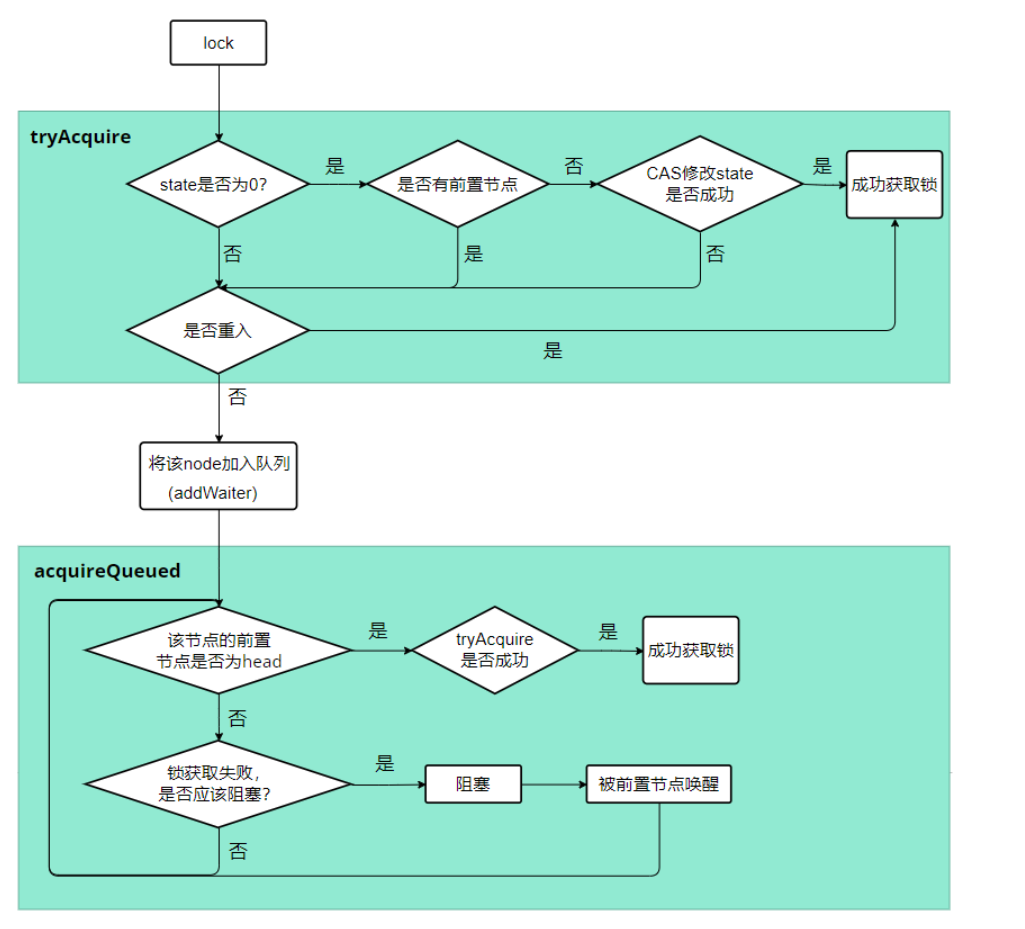 lock
tryAcquire
state是否为0?
是
是否有前置节点
否
CAS修改state
是否成功
是
成功获取锁
否
是
否
是否重入
是
否
将该node加入队列
(addWaiter)
acquireQueued
该节点的前置
节点是否为head
是
tryAcquire
是否成功
是
成功获取锁
否
锁获取失败，
是否应该阻塞？
是
阻塞
被前置节点唤醒
否